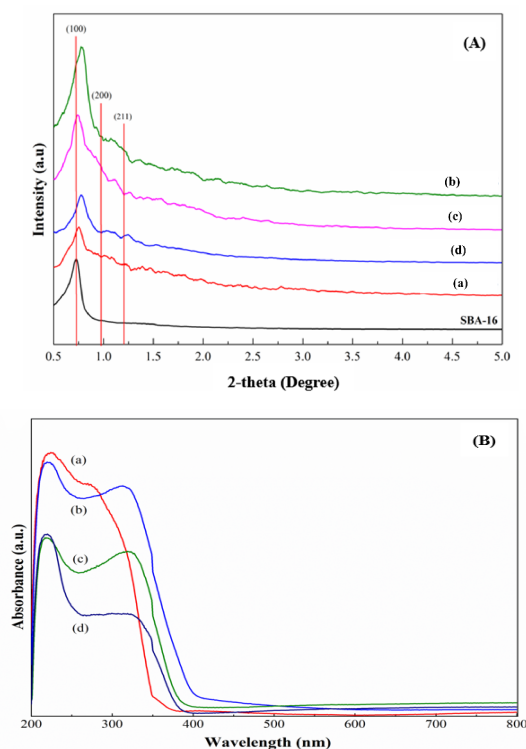 (A)
(100)
(200)
(211)
(b)
(c)
(d)
(a)
SBA-16
Intensity (a.u)
0.5 1.0 1.5 2.0 2.5 3.0 3.5 4.0 4.5 5.0
2-theta (Degree)
(B)
(a)
(b)
(c)
(d)
Absorbance (a.u.)
200 300 400 500 600 700 800
Wavelength (nm)